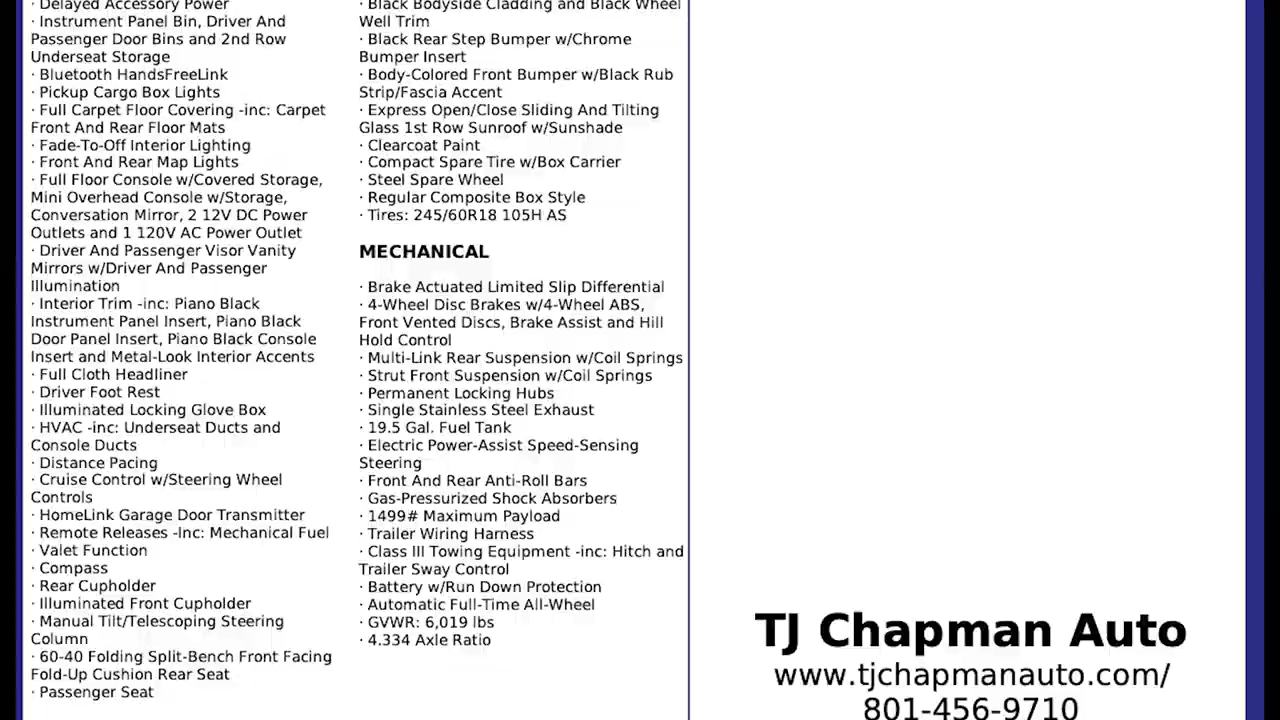 · Delayed Accessory Power
· Instrument Panel Bin, Driver And
Passenger Door Bins and 2nd Row
Underseat Storage
· Bluetooth HandsFreeLink
· Pickup Cargo Box Lights
· Full Carpet Floor Covering -inc: Carpet
Front And Rear Floor Mats
· Fade-To-Off Interior Lighting
· Front And Rear Map Lights
· Full Floor Console w/Covered Storage,
Mini Overhead Console w/Storage,
Conversation Mirror, 2 12V DC Power
Outlets and 1 120V AC Power Outlet
· Driver And Passenger Visor Vanity
Mirrors w/Driver And Passenger
Illumination
· Interior Trim -inc: Piano Black
Instrument Panel Insert, Piano Black
Door Panel Insert, Piano Black Console
Insert and Metal-Look Interior Accents
· Full Cloth Headliner
· Driver Foot Rest
· Illuminated Locking Glove Box
· HVAC -inc: Underseat Ducts and
Console Ducts
· Distance Pacing
· Cruise Control w/Steering Wheel
Controls
· HomeLink Garage Door Transmitter
· Remote Releases -Inc: Mechanical Fuel
· Valet Function
· Compass
· Rear Cupholder
· Illuminated Front Cupholder
· Manual Tilt/Telescoping Steering
Column
· 60-40 Folding Split-Bench Front Facing
Fold-Up Cushion Rear Seat
· Passenger Seat
· Black Bodyside Cladding and Black Wheel
Well Trim
· Black Rear Step Bumper w/Chrome
Bumper Insert
· Body-Colored Front Bumper w/Black Rub
Strip/Fascia Accent
· Express Open/Close Sliding And Tilting
Glass 1st Row Sunroof w/Sunshade
· Clearcoat Paint
· Compact Spare Tire w/Box Carrier
· Steel Spare Wheel
· Regular Composite Box Style
· Tires: 245/60R18 105H AS
MECHANICAL
· Brake Actuated Limited Slip Differential
· 4-Wheel Disc Brakes w/4-Wheel ABS,
Front Vented Discs, Brake Assist and Hill
Hold Control
· Multi-Link Rear Suspension w/Coil Springs
· Strut Front Suspension w/Coil Springs
· Permanent Locking Hubs
· Single Stainless Steel Exhaust
· 19.5 Gal. Fuel Tank
· Electric Power-Assist Speed-Sensing
Steering
· Front And Rear Anti-Roll Bars
· Gas-Pressurized Shock Absorbers
· 1499# Maximum Payload
· Trailer Wiring Harness
· Class III Towing Equipment -inc: Hitch and
Trailer Sway Control
· Battery w/Run Down Protection
· Automatic Full-Time All-Wheel
· GVWR: 6,019 lbs
· 4.334 Axle Ratio
TJ Chapman Auto
www.tjchapmanauto.com/
801-456-9710